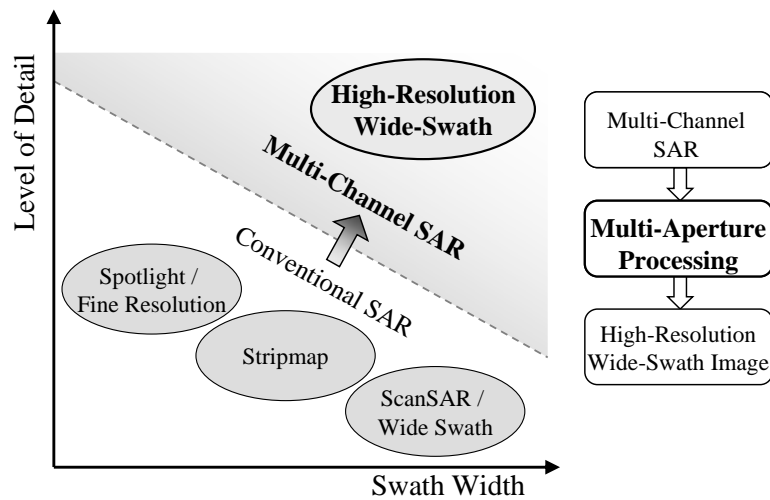 Level of Detail
High-Resolution
Wide-Swath
Multi-Channel SAR
Conventional SAR
Spotlight /
Fine Resolution
Stripmap
ScanSAR /
Wide Swath
Swath Width
Multi-Channel
SAR
Multi-Aperture
Processing
High-Resolution
Wide-Swath Image